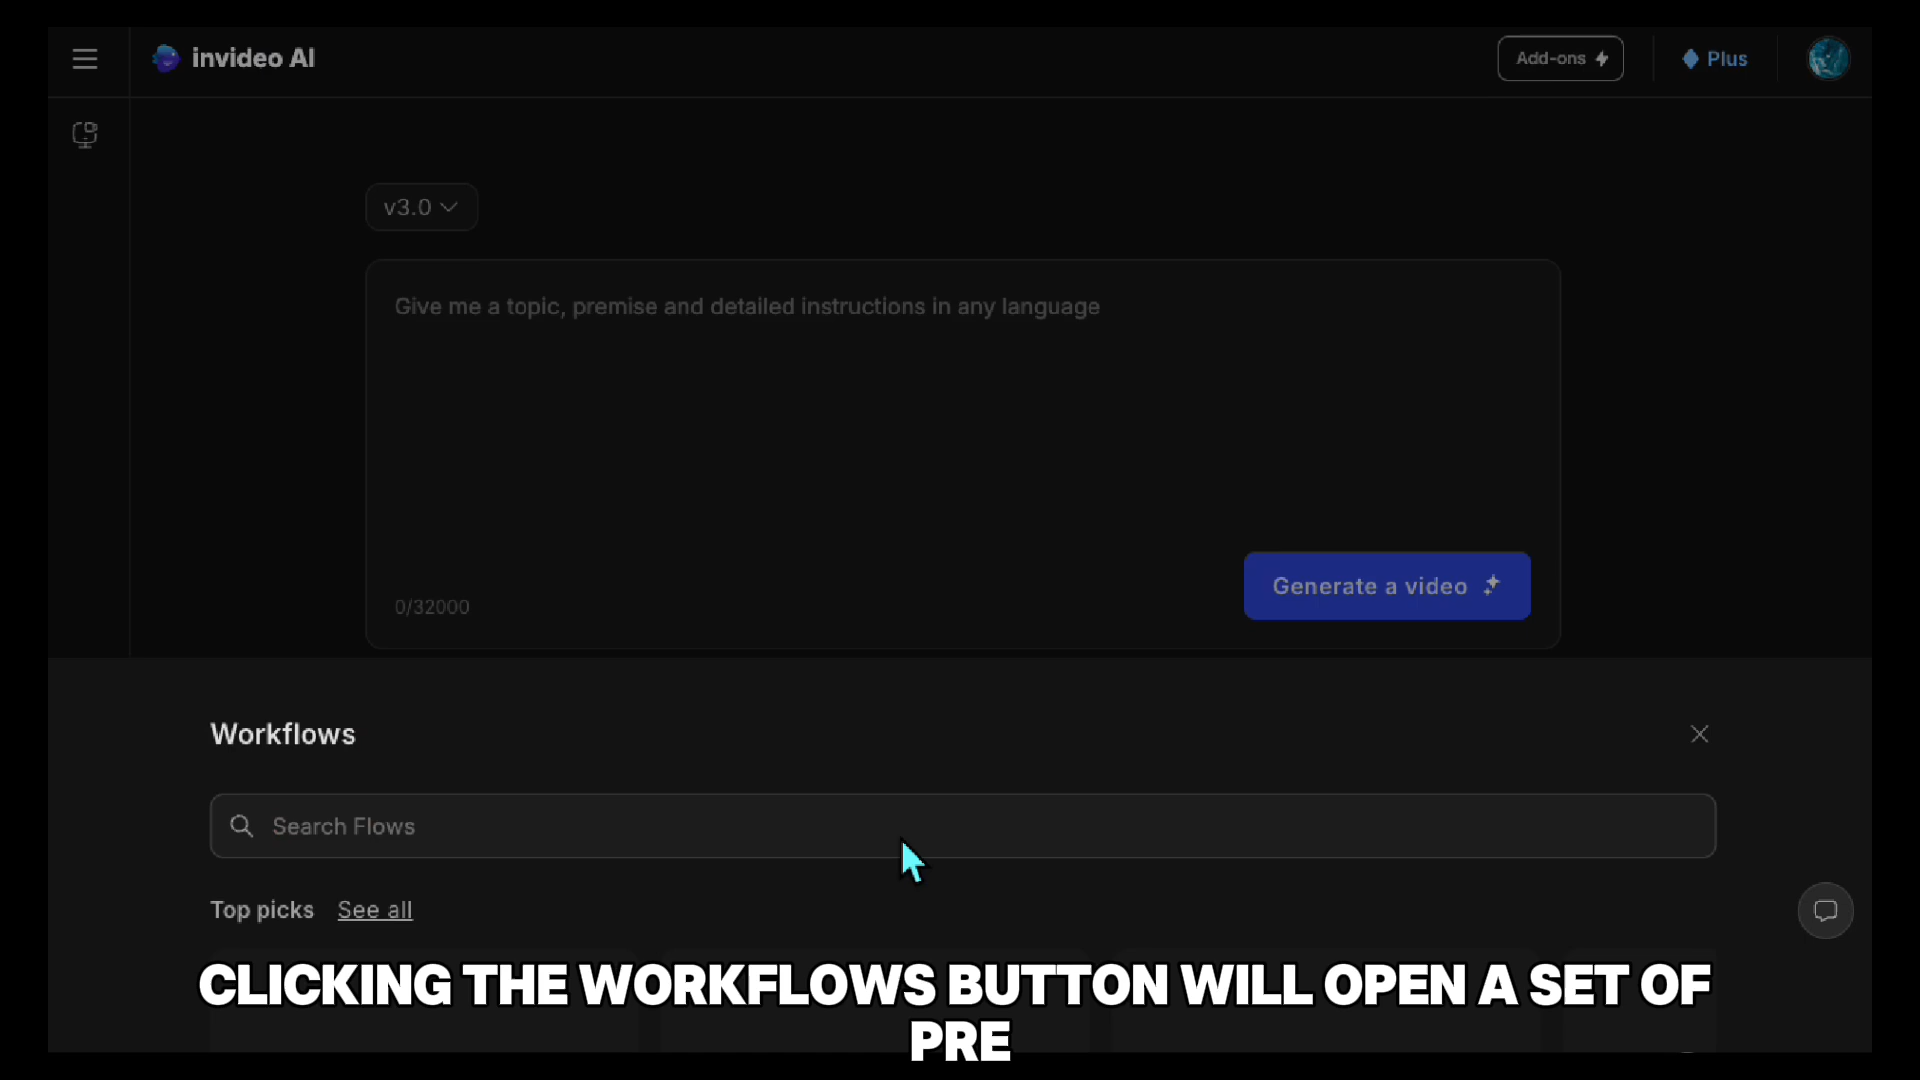 invideo AI
Add-ons
Plus
v3.0
Give me a topic, premise and detailed instructions in any language
Generate a video
0/32000
Workflows
Search Flows
Top picks See all
CLICKING THE WORKFLOWS BUTTON WILL OPEN A SET OF
PRE